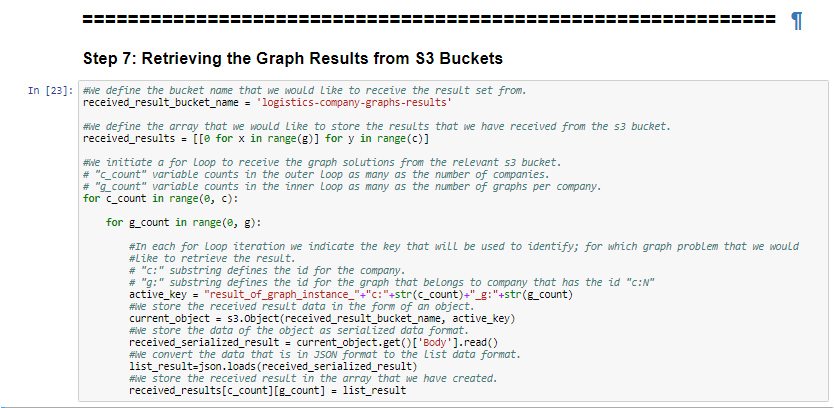 ============================================================== ¶
Step 7: Retrieving the Graph Results from S3 Buckets
In [23]: #We define the bucket name that we would like to receive the result set from.
received_result_bucket_name = 'logistics-company-graphs-results'
#We define the array that we would like to store the results that we have received from the s3 bucket.
received_results = [[0 for x in range(g)] for y in range(c)]
#We initiate a for loop to receive the graph solutions from the relevant s3 bucket.
# "c_count" variable counts in the outer loop as many as the number of companies.
# "g_count" variable counts in the inner loop as many as the number of graphs per company.
for c_count in range(0, c):
for g_count in range(0, g):
#In each for loop iteration we indicate the key that will be used to identify; for which graph problem that we would
#like to retrieve the result.
# "c:" substring defines the id for the company.
# "g:" substring defines the id for the graph that belongs to company that has the id "c:N"
active_key = "result_of_graph_instance_"+"c:"+str(c_count)+"_g:"+str(g_count)
#We store the received result data in the form of an object.
current_object = s3.Object(received_result_bucket_name, active_key)
#We store the data of the object as serialized data format.
received_serialized_result = current_object.get()['Body'].read()
#We convert the data that is in JSON format to the list data format.
list_result=json.loads(received_serialized_result)
#We store the received result in the array that we have created.
received_results[c_count][g_count] = list_result